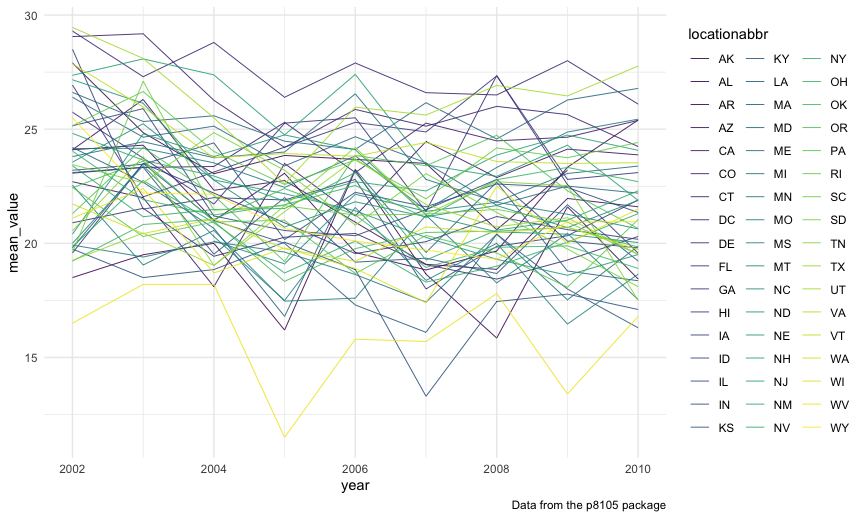 30
25
20
15
mean_value
2002
2004
2006
2008
2010
year
locationabbr
AK KY NY
AL LA OH
AR MA OK
AZ MD OR
CA ME PA
CO MI RI
CT MN SC
DC MO SD
DE MS TN
FL MT TX
GA NC UT
HI ND VA
IA NE VT
ID NH WA
IL NJ WI
IN NM WV
KS NV WY
Data from the p8105 package